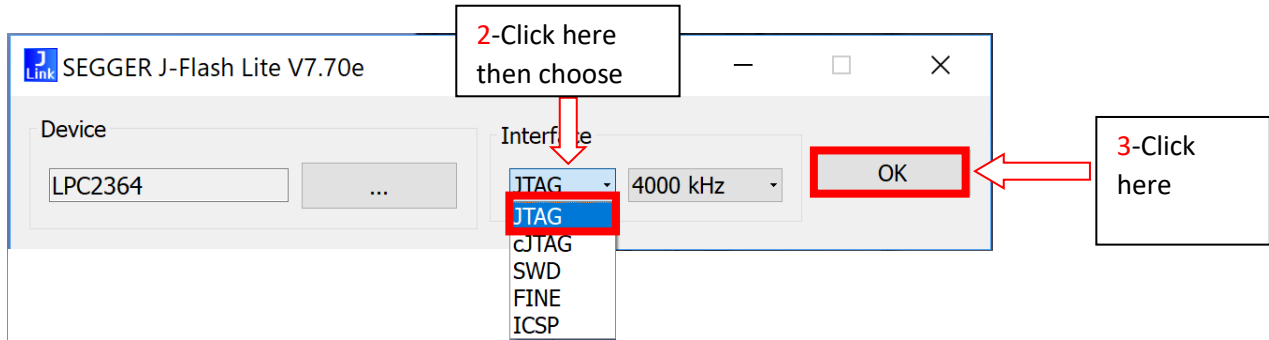 2-Click here
then choose
J
Link
SEGGER J-Flash Lite V7.70e
Device
Interface
LPC2364
...
JTAG
4000 kHz
OK
3-Click
here
JTAG
cJTAG
SWD
FINE
ICSP